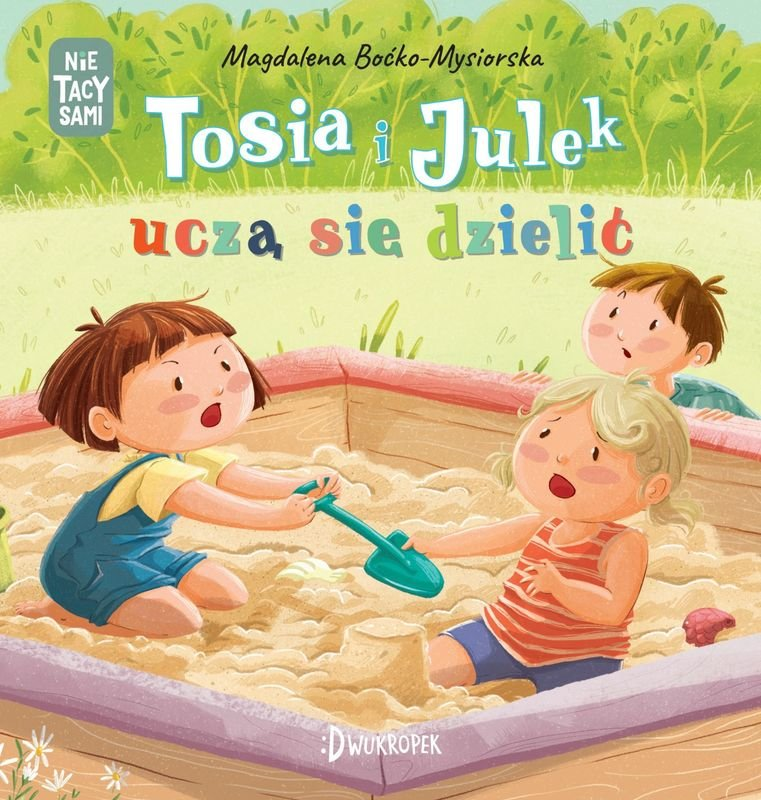 NiE
TACY
SAMI
Magdalena Boćko-Mysiorska
Tosia i Julek
uczą się dzielić
:DWUKROPEK